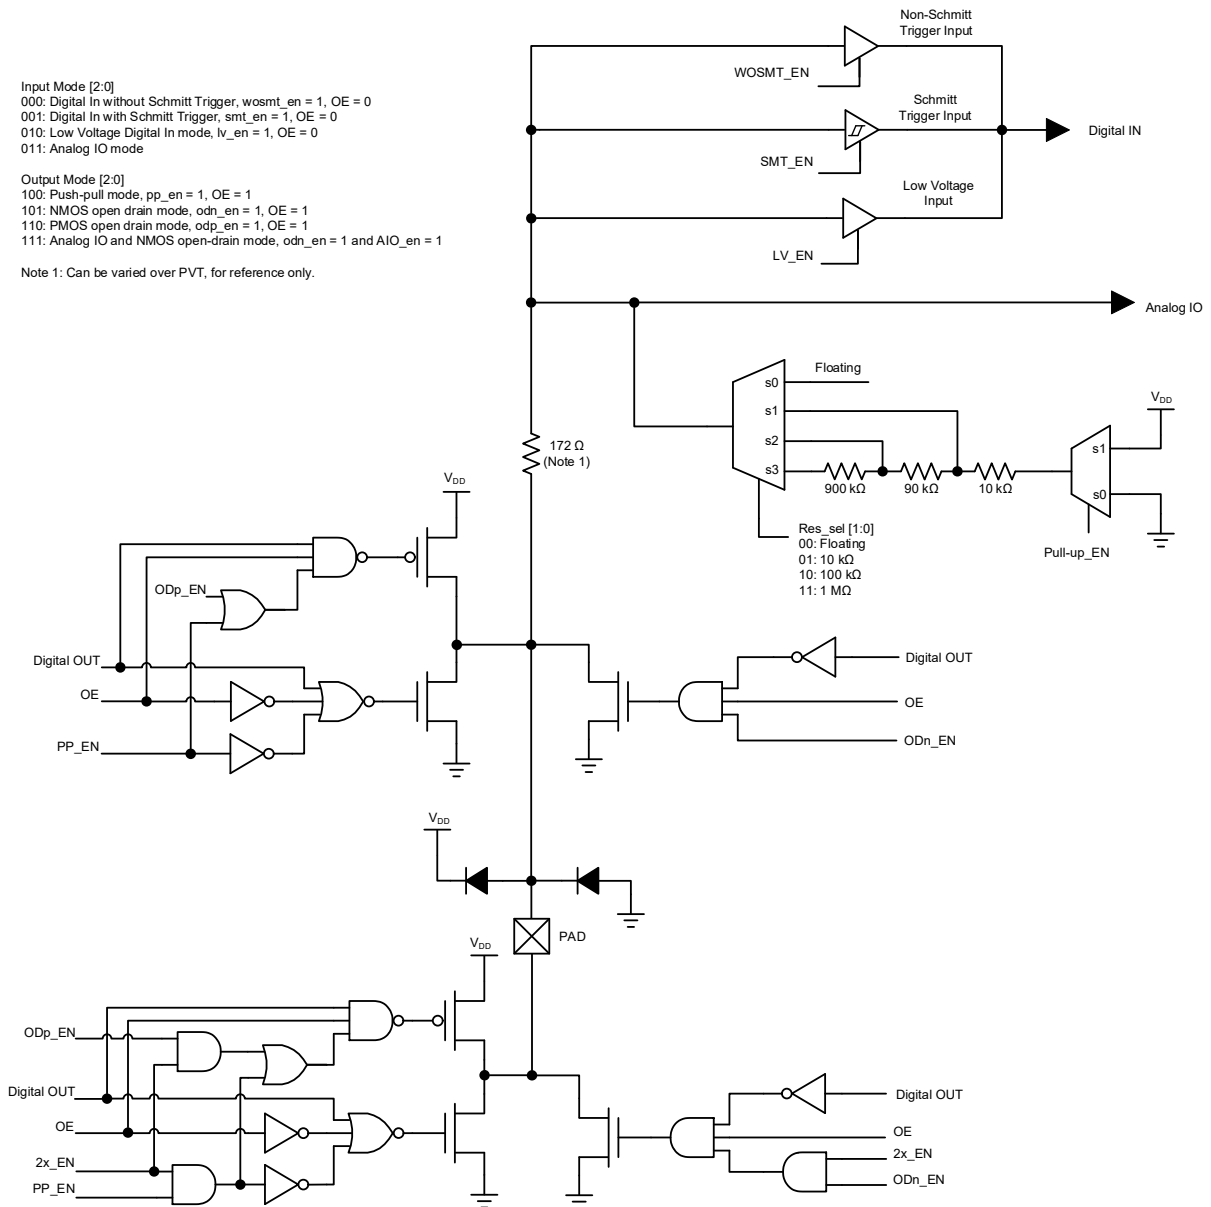 Non-Schmitt
Trigger Input
WOSMT_EN
Input Mode [2:0]
000: Digital In without Schmitt Trigger, wosmt_en = 1, OE = 0
001: Digital In with Schmitt Trigger, smt_en = 1, OE = 0
010: Low Voltage Digital In mode, lv_en = 1, OE = 0
011: Analog IO mode
Schmitt
Trigger Input
Digital IN
SMT_EN
Output Mode [2:0]
100: Push-pull mode, pp_en = 1, OE = 1
101: NMOS open drain mode, odn_en = 1, OE = 1
110: PMOS open drain mode, odp_en = 1, OE = 1
111: Analog IO and NMOS open-drain mode, odn_en = 1 and AIO_en = 1
Low Voltage
Input
LV_EN
Note 1: Can be varied over PVT, for reference only.
Analog IO
Floating
s0
s1
s2
s3
VDD
s1
s0
172 Ω
(Note 1)
900 kΩ
90 kΩ
10 kΩ
VDD
Res_sel [1:0]
00: Floating
01: 10 kΩ
10: 100 kΩ
11: 1 MΩ
Pull-up_EN
ODp_EN
Digital OUT
OE
PP_EN
Digital OUT
OE
ODn_EN
VDD
PAD
VDD
ODp_EN
Digital OUT
OE
2x_EN
PP_EN
Digital OUT
OE
2x_EN
ODn_EN